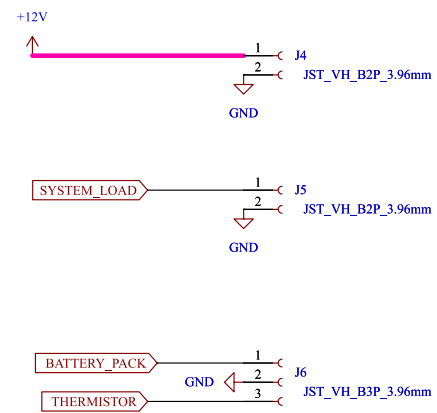 +12V
1 J4
2 JST_VH_B2P_3.96mm
GND
SYSTEM_LOAD 1 J5
2 JST_VH_B2P_3.96mm
GND
BATTERY_PACK 1
GND 2 J6
THERMISTOR 3 JST_VH_B3P_3.96mm